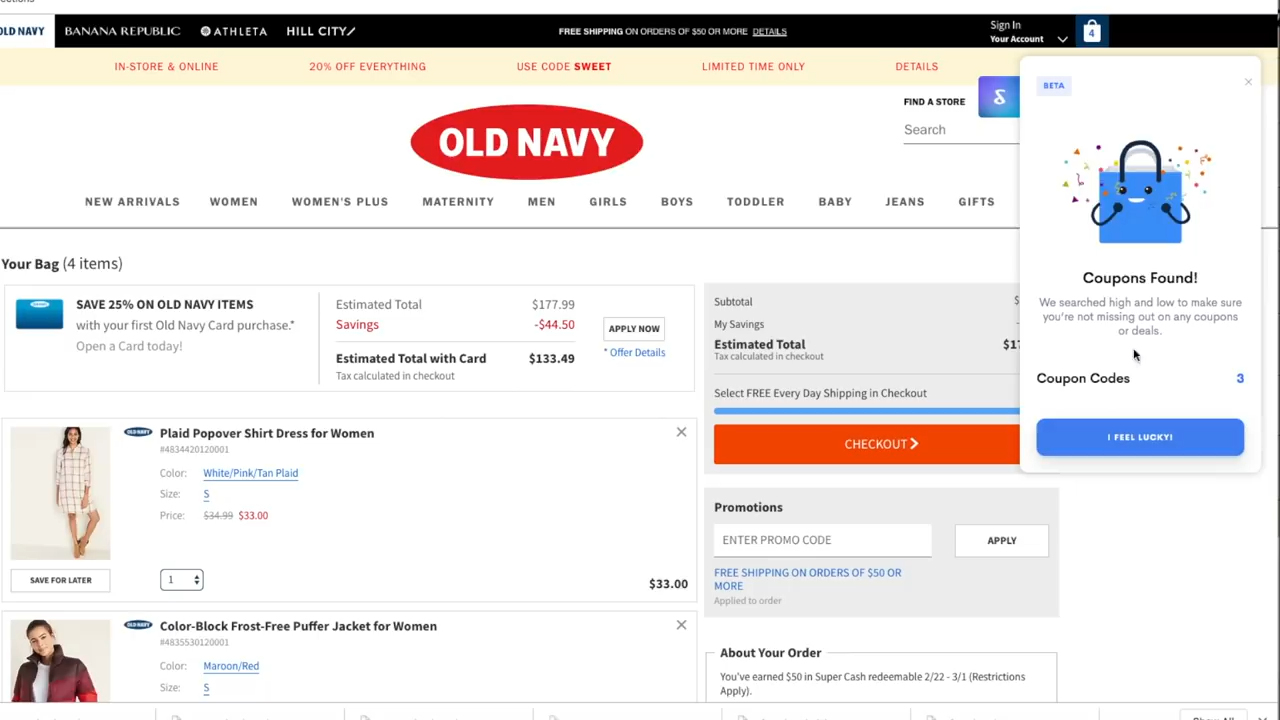 OLD NAVY
BANANA REPUBLIC
ATHLETA
HILL CITY
FREE SHIPPING ON ORDERS OF $50 OR MORE DETAILS
Sign In
Your Account
4
IN-STORE & ONLINE
20% OFF EVERYTHING
USE CODE SWEET
LIMITED TIME ONLY
DETAILS
BETA
FIND A STORE
Search
OLD NAVY
NEW ARRIVALS
WOMEN
WOMEN'S PLUS
MATERNITY
MEN
GIRLS
BOYS
TODDLER
BABY
JEANS
GIFTS
Your Bag (4 items)
SAVE 25% ON OLD NAVY ITEMS
with your first Old Navy Card purchase.*
Open a Card today!
Estimated Total $177.99
Savings -$44.50
Estimated Total with Card $133.49
Tax calculated in checkout
APPLY NOW
* Offer Details
Subtotal $
My Savings -
Estimated Total $17
Tax calculated in checkout
Select FREE Every Day Shipping in Checkout
CHECKOUT
Coupons Found!
We searched high and low to make sure
you're not missing out on any coupons
or deals.
Coupon Codes 3
I FEEL LUCKY!
OLD NAVY
Plaid Popover Shirt Dress for Women
#4834420120001
Color: White/Pink/Tan Plaid
Size: S
Price: $34.99 $33.00
SAVE FOR LATER
1
$33.00
Promotions
ENTER PROMO CODE
APPLY
FREE SHIPPING ON ORDERS OF $50 OR
MORE
Applied to order
OLD NAVY
Color-Block Frost-Free Puffer Jacket for Women
#4835530120001
Color: Maroon/Red
Size: S
About Your Order
You've earned $50 in Super Cash redeemable 2/22 - 3/1 (Restrictions
Apply).